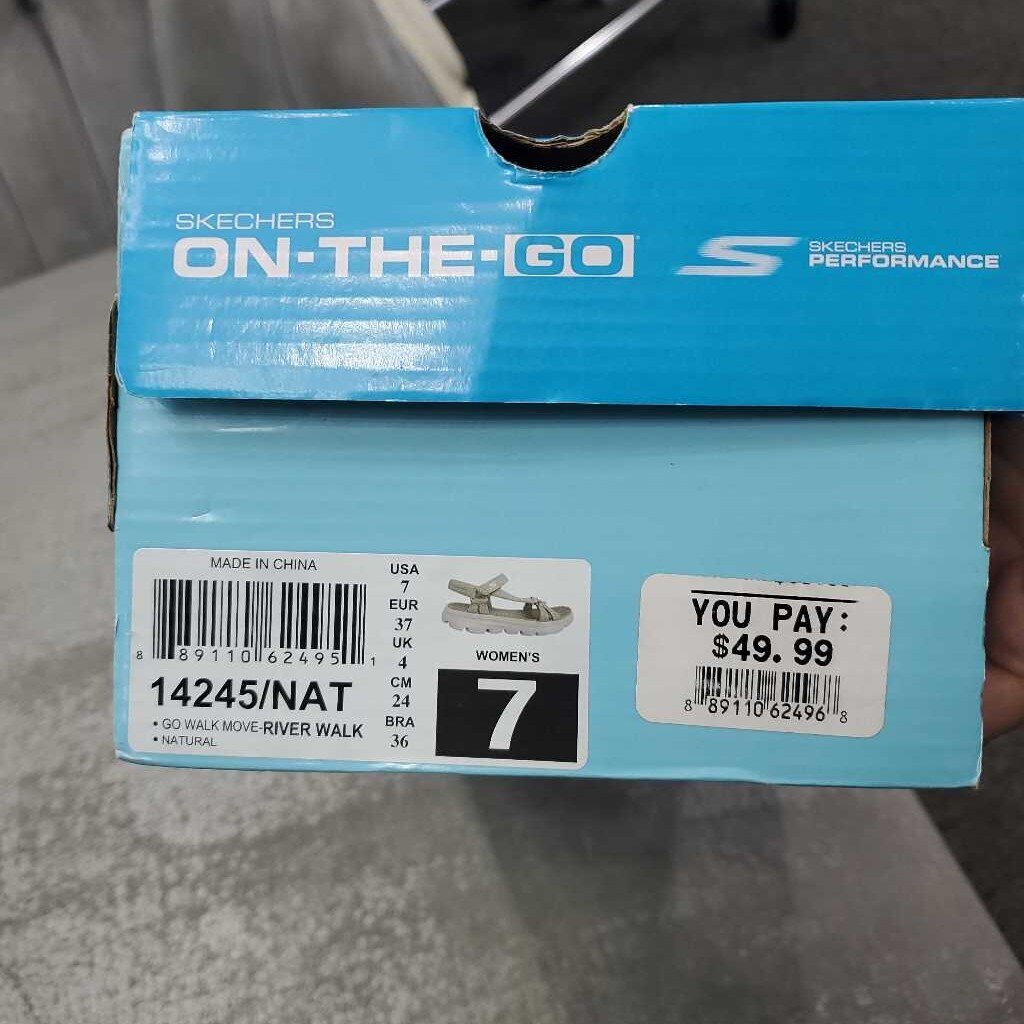 SKECHERS
ON-THE-GO
SKECHERS
PERFORMANCE
MADE IN CHINA
8 89110 62495 1
14245/NAT
• GO WALK MOVE-RIVER WALK
• NATURAL
USA
7
EUR
37
UK
4
CM
24
BRA
36
WOMEN'S
7
YOU PAY:
$49.99
8 89110 62496 8